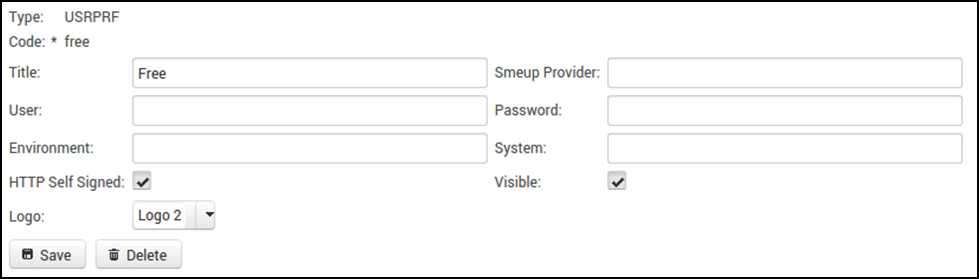 Type: USRPRF
Code: * free
Title: Free Smeup Provider:
User: Password:
Environment: System:
HTTP Self Signed: Visible:
Logo: Logo 2
Save Delete